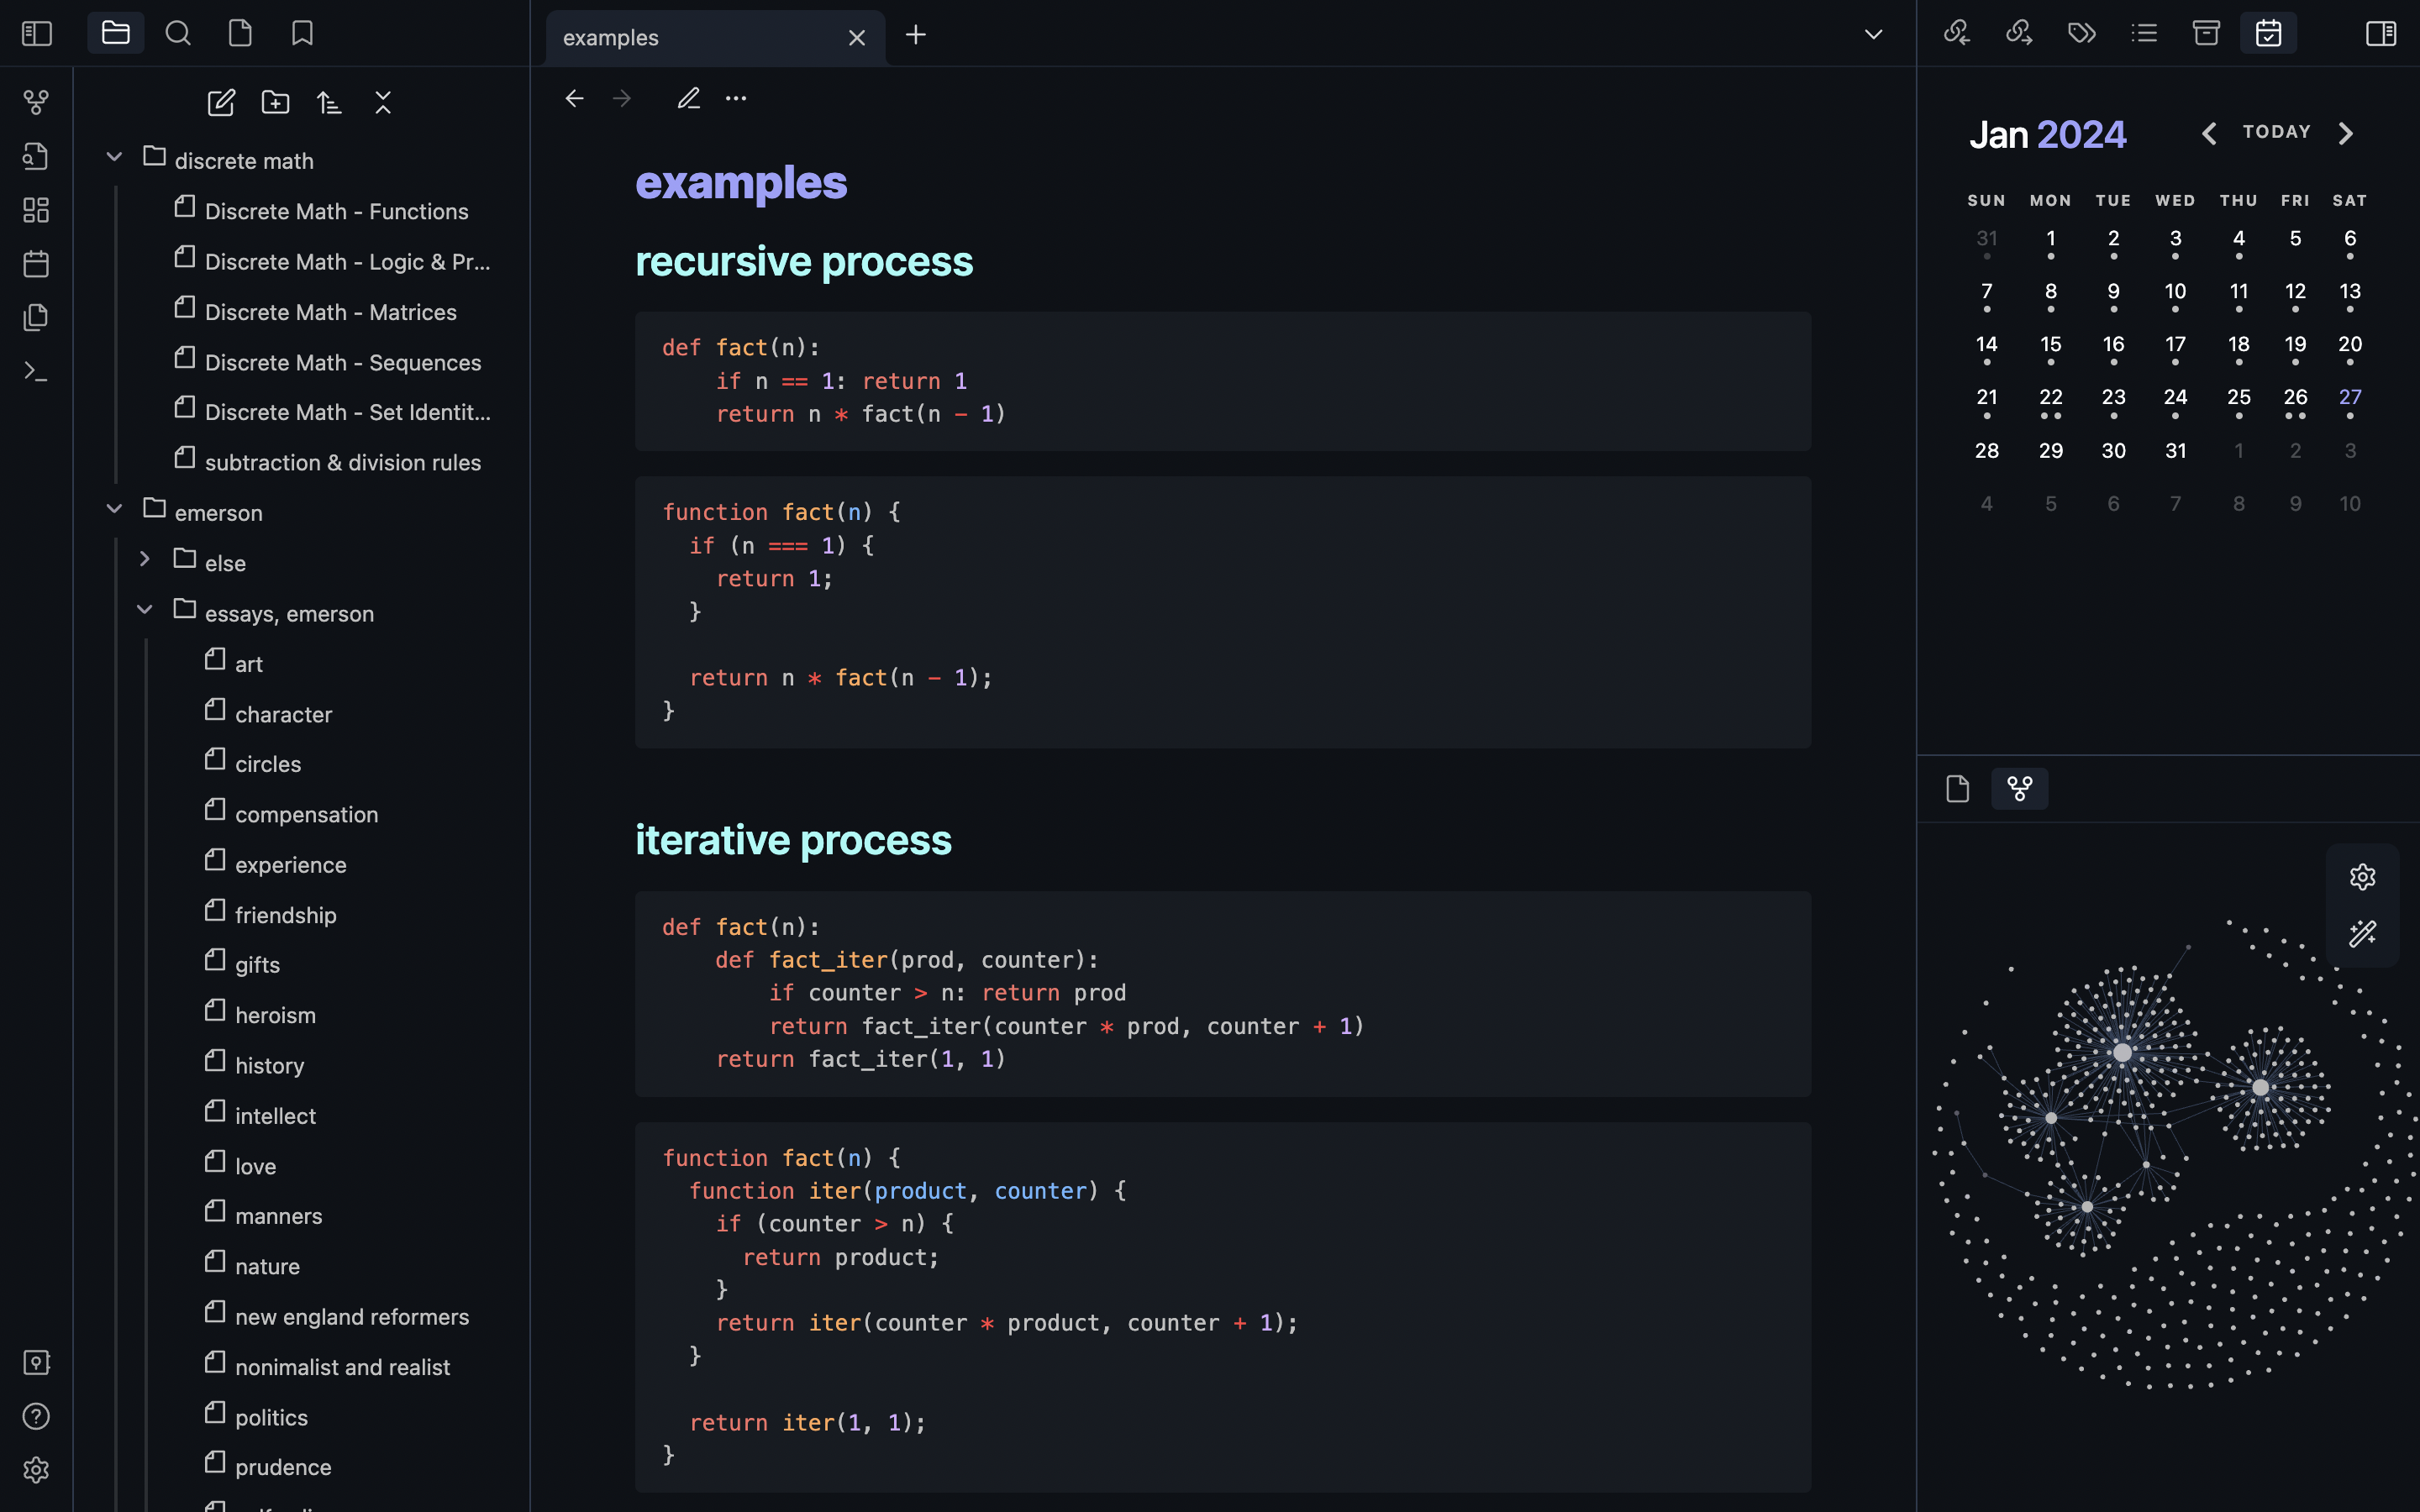 examples
discrete math
Discrete Math - Functions
Discrete Math - Logic & Pr...
Discrete Math - Matrices
Discrete Math - Sequences
Discrete Math - Set Identit...
subtraction & division rules
emerson
else
essays, emerson
art
character
circles
compensation
experience
friendship
gifts
heroism
history
intellect
love
manners
nature
new england reformers
nonimalist and realist
politics
prudence
examples
recursive process
def fact(n):
    if n == 1: return 1
    return n * fact(n - 1)
function fact(n) {
  if (n === 1) {
    return 1;
  }
  return n * fact(n - 1);
}
iterative process
def fact(n):
    def fact_iter(prod, counter):
        if counter > n: return prod
        return fact_iter(counter * prod, counter + 1)
    return fact_iter(1, 1)
function fact(n) {
  function iter(product, counter) {
    if (counter > n) {
      return product;
    }
    return iter(counter * product, counter + 1);
  }
  return iter(1, 1);
}
Jan 2024
TODAY
SUN MON TUE WED THU FRI SAT
31 1 2 3 4 5 6
7 8 9 10 11 12 13
14 15 16 17 18 19 20
21 22 23 24 25 26 27
28 29 30 31 1 2 3
4 5 6 7 8 9 10